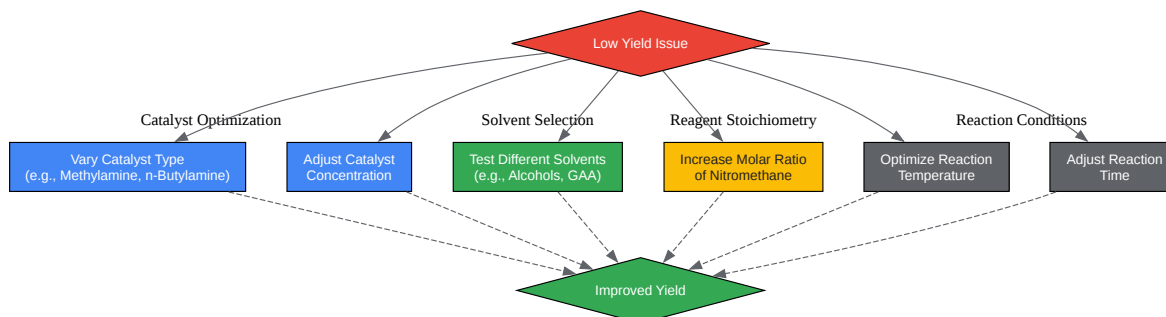 Low Yield Issue
Catalyst Optimization
Solvent Selection
Reagent Stoichiometry
Reaction Conditions
Vary Catalyst Type
(e.g., Methylamine, n-Butylamine)
Adjust Catalyst
Concentration
Test Different Solvents
(e.g., Alcohols, GAA)
Increase Molar Ratio
of Nitromethane
Optimize Reaction
Temperature
Adjust Reaction
Time
Improved Yield